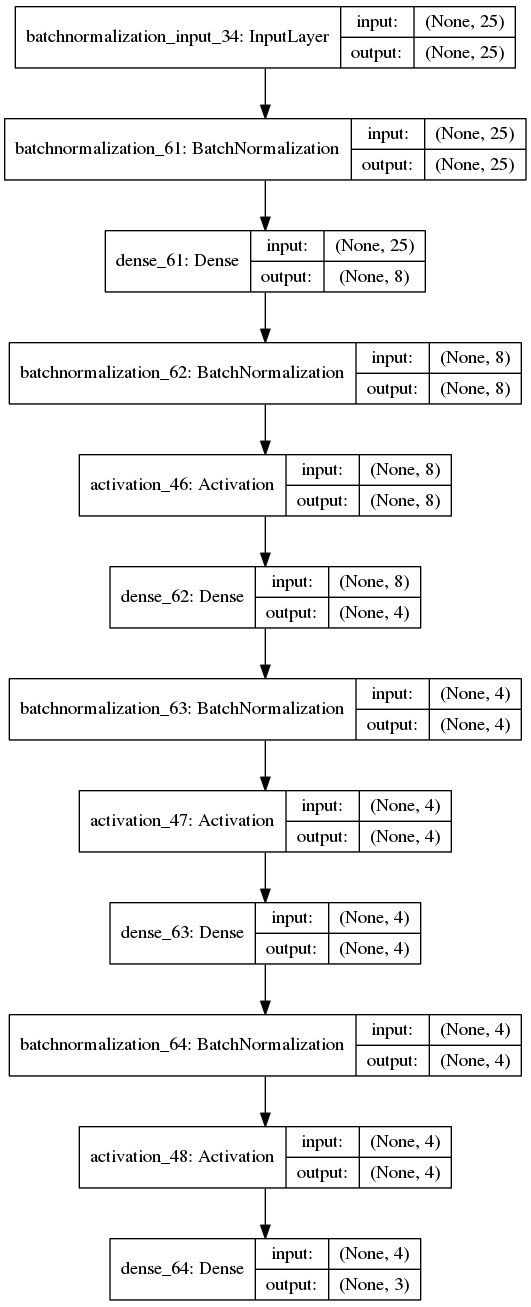 batchnormalization_input_34: InputLayer
input: (None, 25)
output: (None, 25)
batchnormalization_61: BatchNormalization
input: (None, 25)
output: (None, 25)
dense_61: Dense
input: (None, 25)
output: (None, 8)
batchnormalization_62: BatchNormalization
input: (None, 8)
output: (None, 8)
activation_46: Activation
input: (None, 8)
output: (None, 8)
dense_62: Dense
input: (None, 8)
output: (None, 4)
batchnormalization_63: BatchNormalization
input: (None, 4)
output: (None, 4)
activation_47: Activation
input: (None, 4)
output: (None, 4)
dense_63: Dense
input: (None, 4)
output: (None, 4)
batchnormalization_64: BatchNormalization
input: (None, 4)
output: (None, 4)
activation_48: Activation
input: (None, 4)
output: (None, 4)
dense_64: Dense
input: (None, 4)
output: (None, 3)